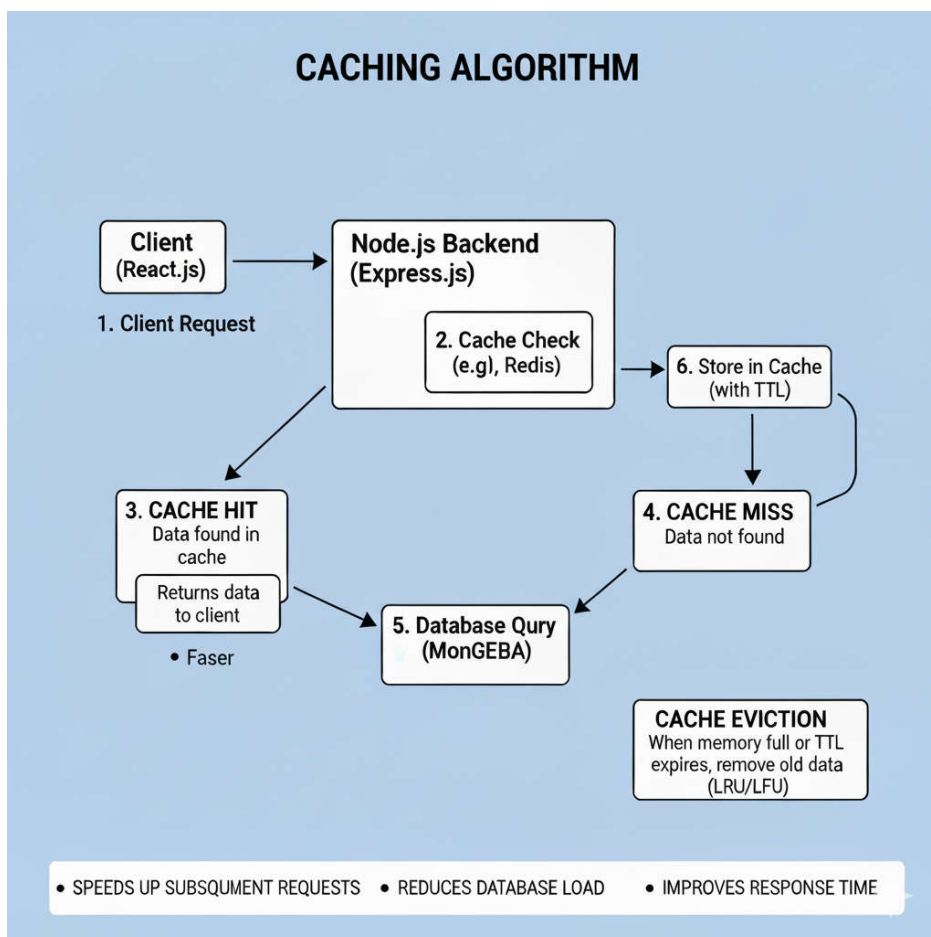 CACHING ALGORITHM
Client
(React.js)
1. Client Request
Node.js Backend
(Express.js)
2. Cache Check
(e.g), Redis)
6. Store in Cache
(with TTL)
3. CACHE HIT
Data found in
cache
Returns data
to client
• Faser
4. CACHE MISS
Data not found
5. Database Qury
(MonGEBA)
CACHE EVICTION
When memory full or TTL
expires, remove old data
(LRU/LFU)
• SPEEDS UP SUBSQUMENT REQUESTS • REDUCES DATABASE LOAD • IMPROVES RESPONSE TIME